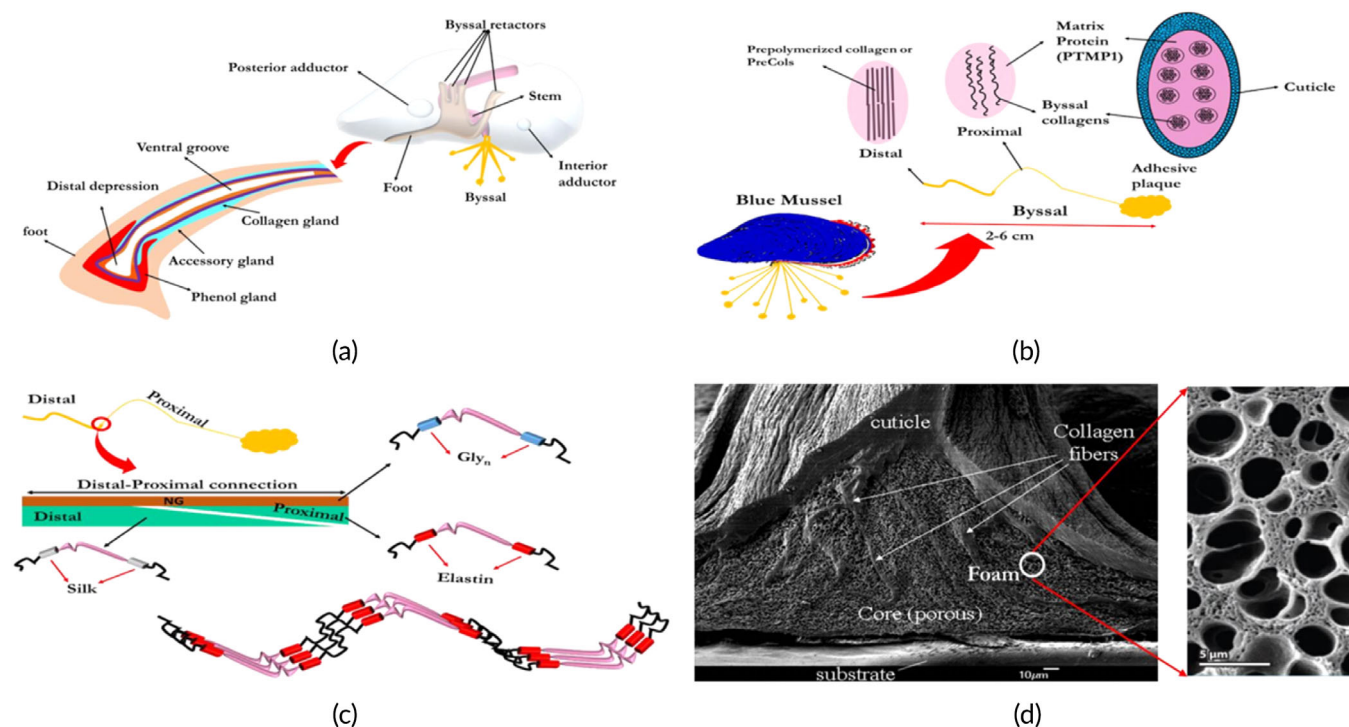 Byssal retactors
Posterior adductor
Stem
Ventral groove
Distal depression
Interior
adductor
Foot
Byssal
Collagen gland
foot
Accessory gland
Phenol gland
(a)
Matrix
Protein
(PTMP1)
Prepolymerized collagen or
PreCols
Cuticle
Byssal
collagens
Proximal
Distal
Adhesive
plaque
Blue Mussel
Byssal
2-6 cm
(b)
Distal
Proximal
Glyn
Distal-Proximal connection
NG
Proximal
Distal
Elastin
Silk
(c)
cuticle
Collagen
fibers
Foam
Core (porous)
substrate
10μm
5 μm
(d)